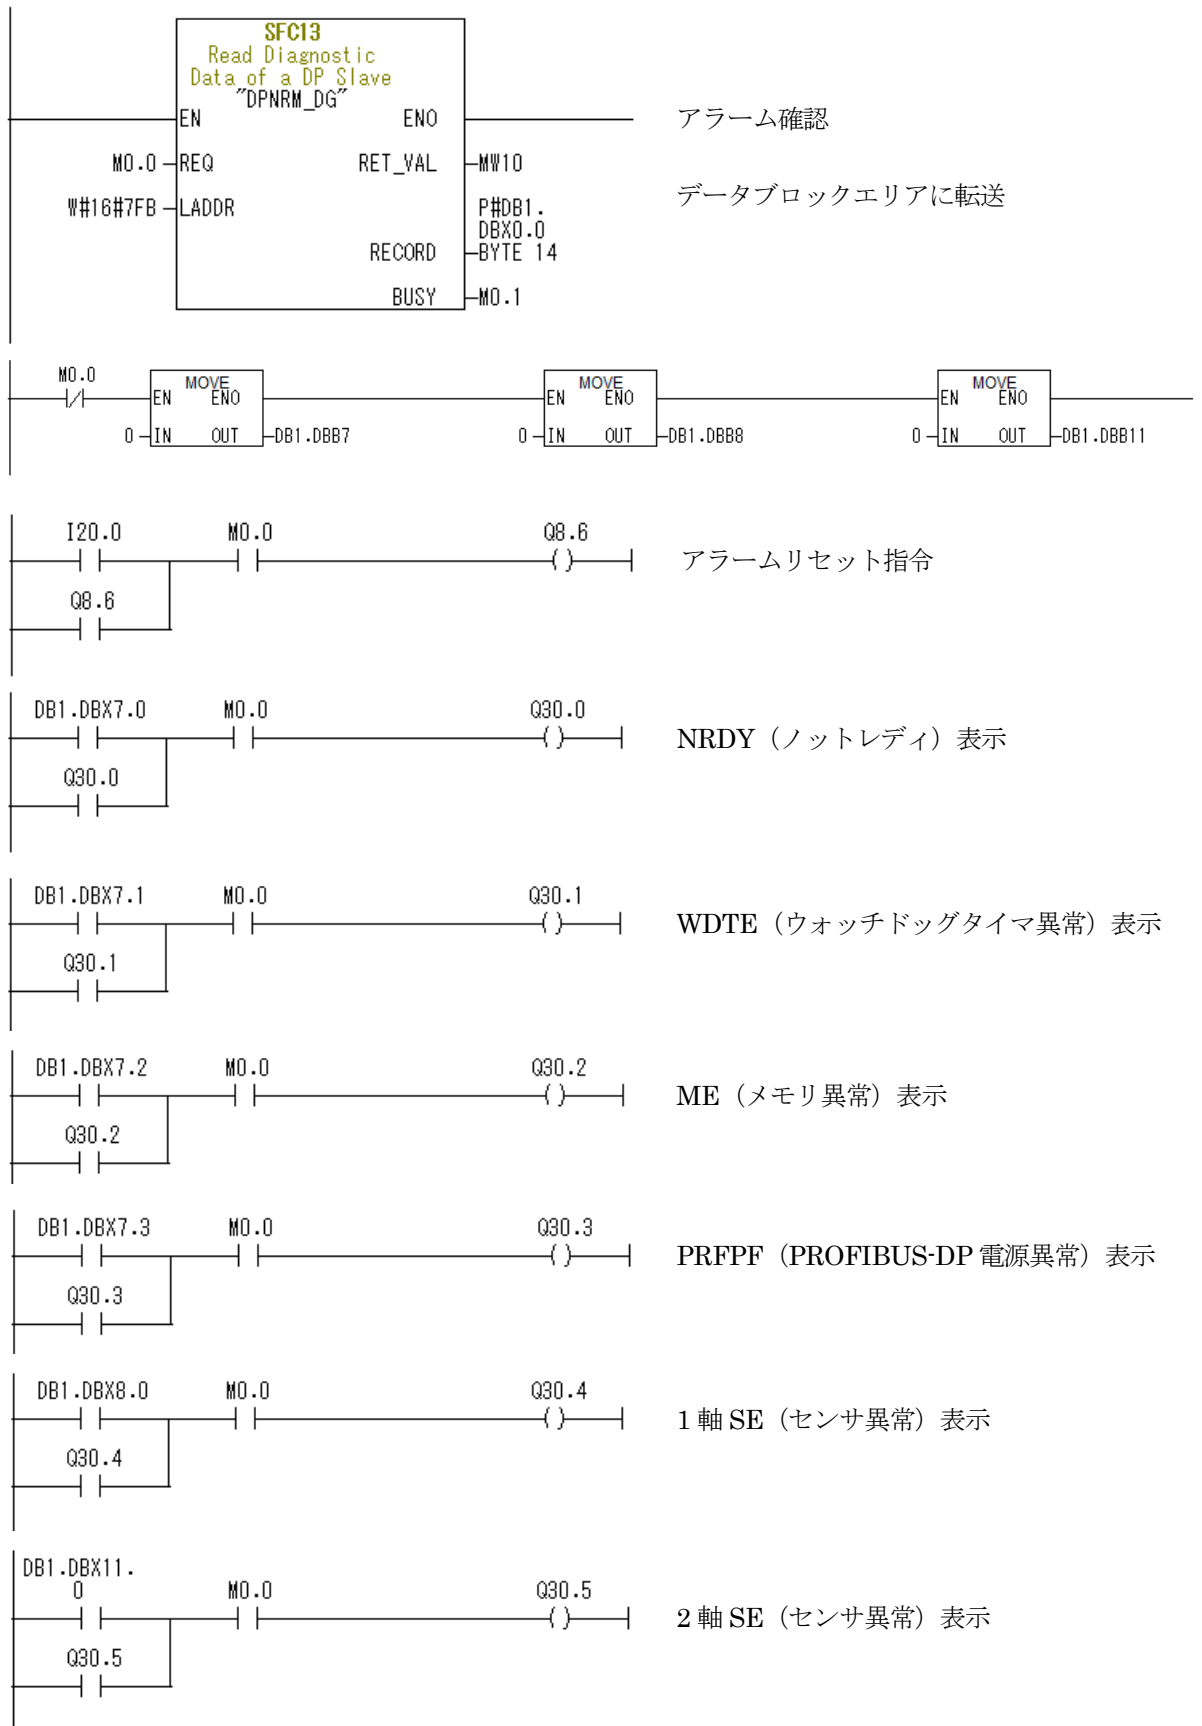 SFC13
Read Diagnostic
Data of a DP Slave
"DPNRM_DG"
EN ENO アラーム確認
M0.0 REQ RET_VAL MW10
データブロックエリアに転送
W#16#7FB LADDR P#DB1.
DBX0.0
RECORD BYTE 14
BUSY M0.1
M0.0 MOVE MOVE MOVE
EN ENO EN ENO EN ENO
0 IN OUT DB1.DBB7 0 IN OUT DB1.DBB8 0 IN OUT DB1.DBB11
I20.0 M0.0 Q8.6
アラームリセット指令
Q8.6
DB1.DBX7.0 M0.0 Q30.0
NRDY（ノットレディ）表示
Q30.0
DB1.DBX7.1 M0.0 Q30.1
WDTE（ウォッチドッグタイマ異常）表示
Q30.1
DB1.DBX7.2 M0.0 Q30.2
ME（メモリ異常）表示
Q30.2
DB1.DBX7.3 M0.0 Q30.3
PRFPF（PROFIBUS-DP 電源異常）表示
Q30.3
DB1.DBX8.0 M0.0 Q30.4
1 軸 SE（センサ異常）表示
Q30.4
DB1.DBX11.
0 M0.0 Q30.5
2 軸 SE（センサ異常）表示
Q30.5